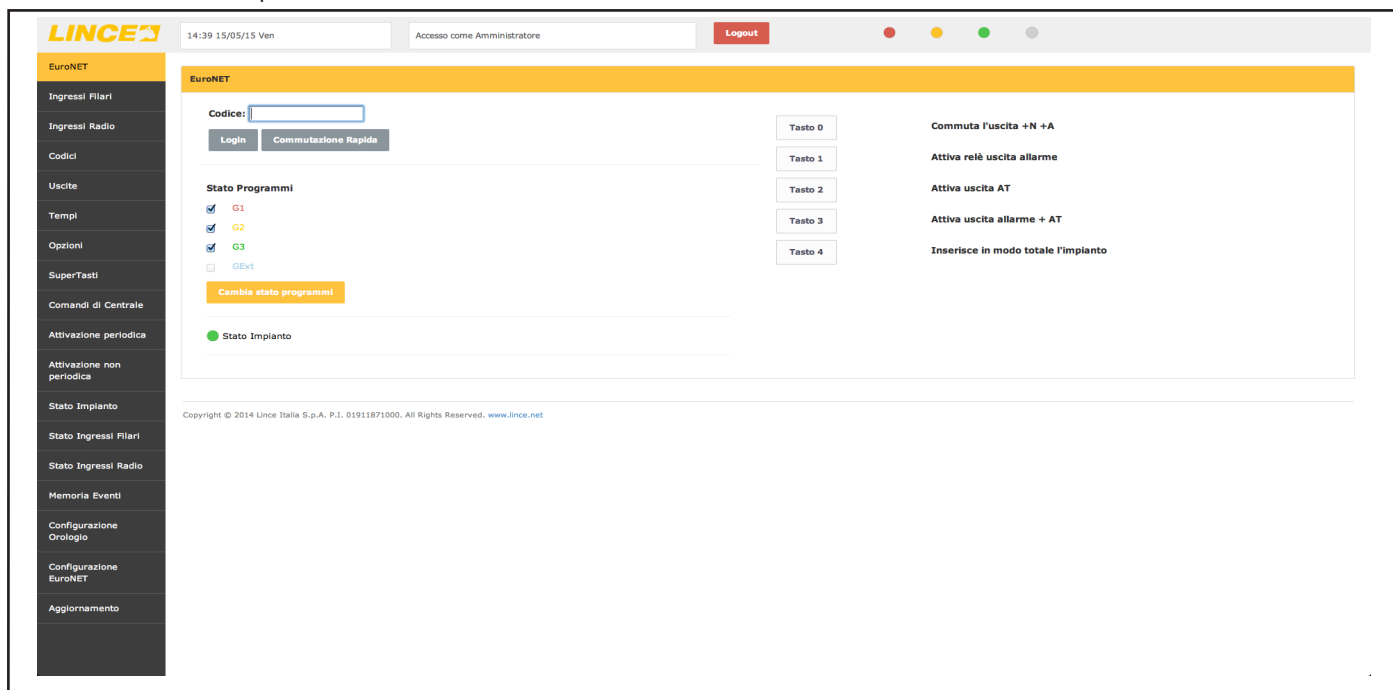 LINCE
14:39 15/05/15 Ven
Accesso come Amministratore
Logout
EuroNET
Ingressi Filari
Ingressi Radio
Codici
Uscite
Tempi
Opzioni
SuperTasti
Comandi di Centrale
Attivazione periodica
Attivazione non
periodica
Stato Impianto
Stato Ingressi Filari
Stato Ingressi Radio
Memoria Eventi
Configurazione
Orologio
Configurazione
EuroNET
Aggiornamento
EuroNET
Codice:
Login
Commutazione Rapida
Stato Programmi
G1
G2
G3
GExt
Cambia stato programmi
Stato Impianto
Tasto 0 Commuta l'uscita +N +A
Tasto 1 Attiva relè uscita allarme
Tasto 2 Attiva uscita AT
Tasto 3 Attiva uscita allarme + AT
Tasto 4 Inserisce in modo totale l'impianto
Copyright © 2014 Lince Italia S.p.A. P.I. 01911871000. All Rights Reserved. www.lince.net